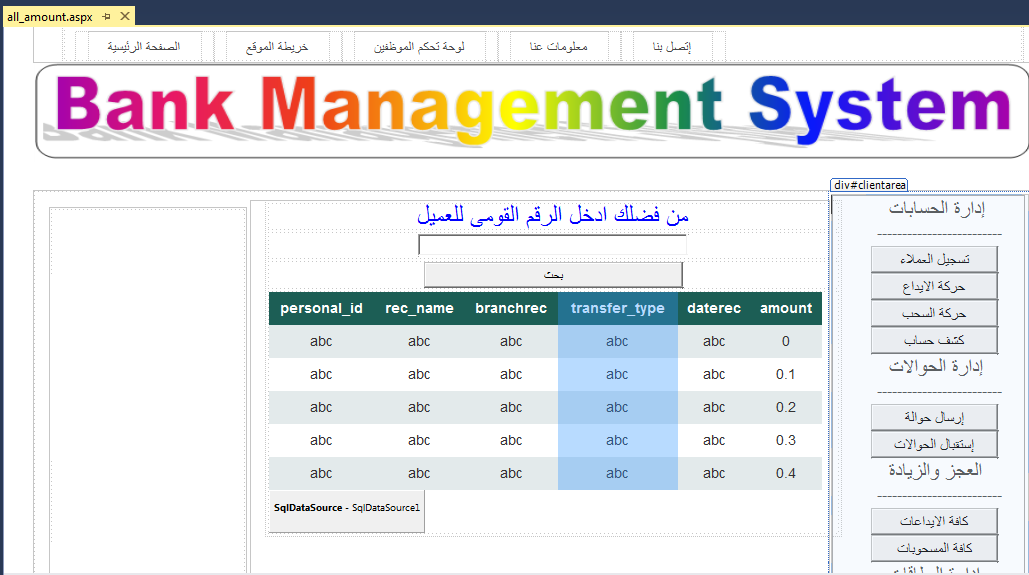 all_amount.aspx
إتصل بنا معلومات عنا لوحة تحكم الموظفين خريطة الموقع الصفحة الرئيسية
Bank Management System
div#clientarea
إدارة الحسابات
--------------------------
تسجيل العملاء
حركة الايداع
حركة السحب
كشف حساب
إدارة الحوالات
--------------------------
إرسال حوالة
إستقبال الحوالات
العجز والزيادة
--------------------------
كافة الايداعات
كافة المسحوبات
من فضلك ادخل الرقم القومى للعميل
بحث
personal_id rec_name branchrec transfer_type daterec amount
abc abc abc abc abc 0
abc abc abc abc abc 0.1
abc abc abc abc abc 0.2
abc abc abc abc abc 0.3
abc abc abc abc abc 0.4
SqlDataSource - SqlDataSource1